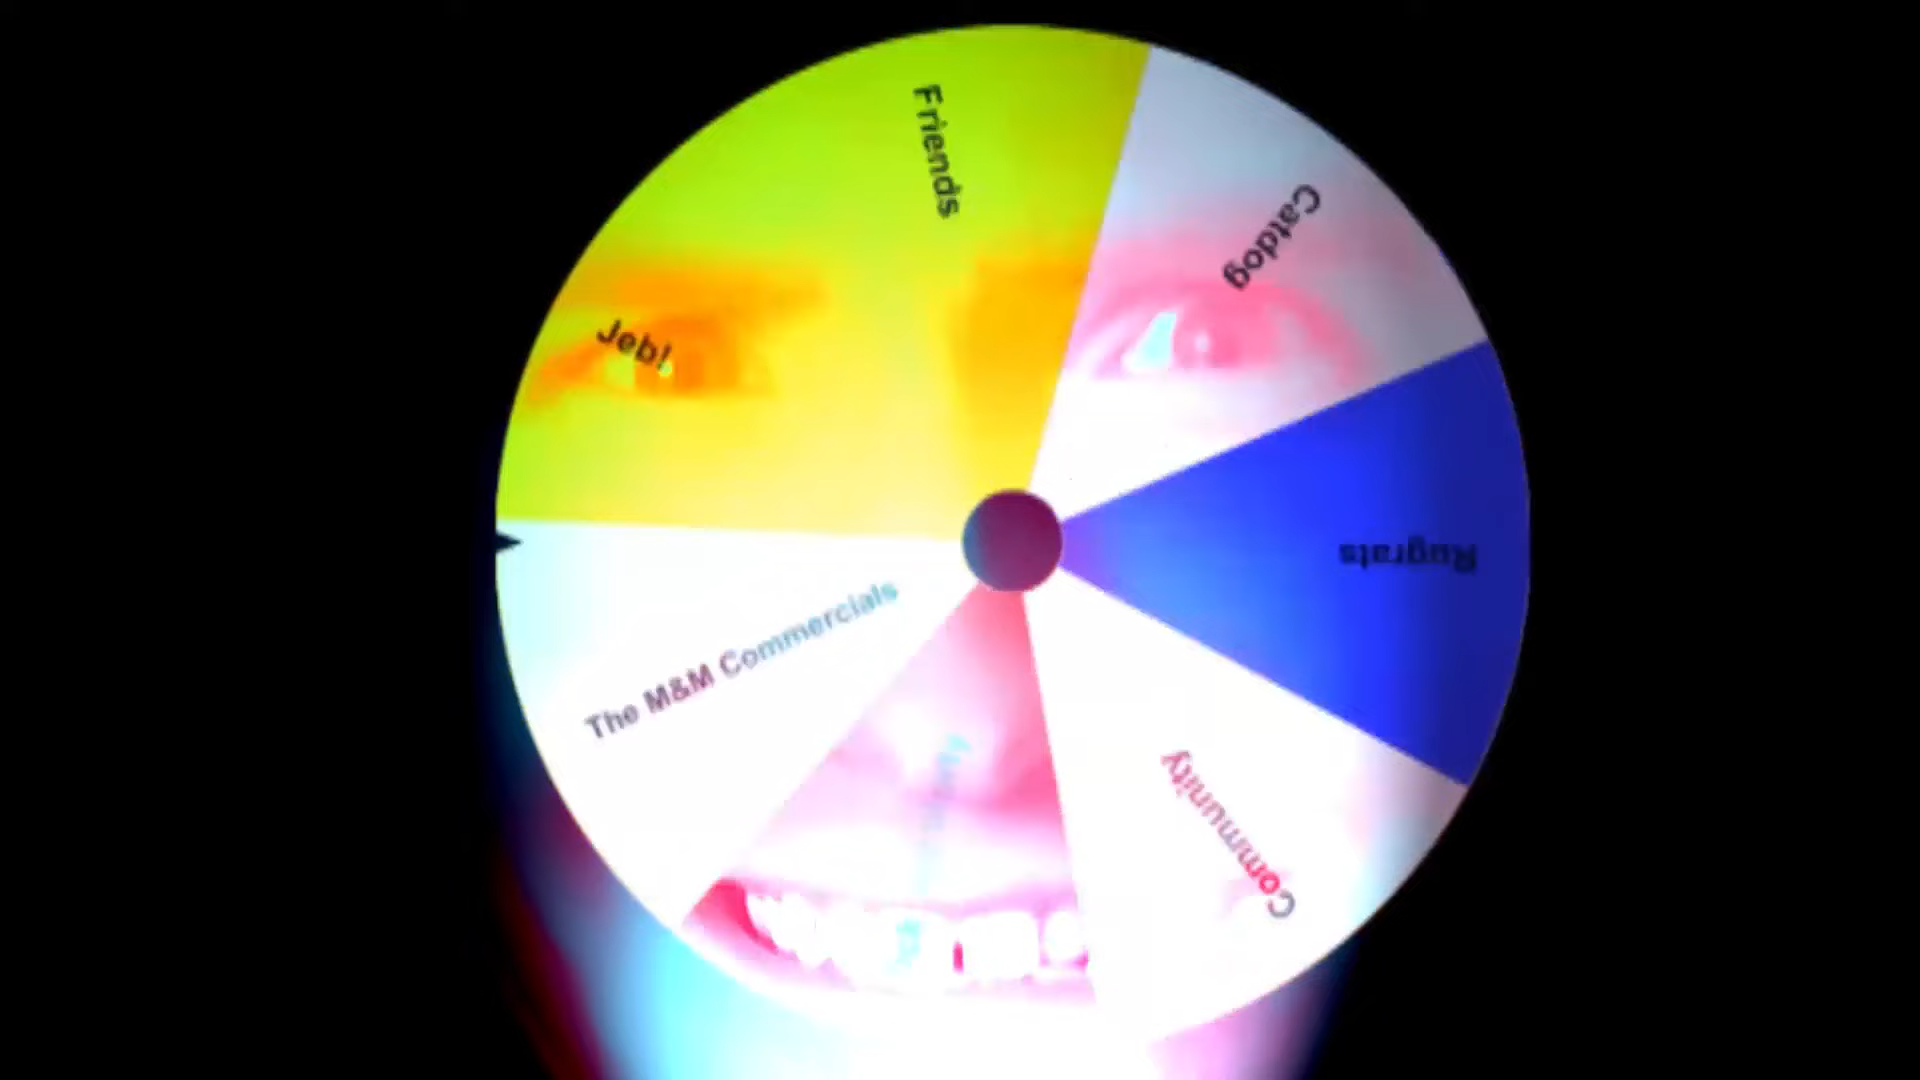 Friends
Catdog
Jeb!
Rugrats
The M&M Commercials
Community